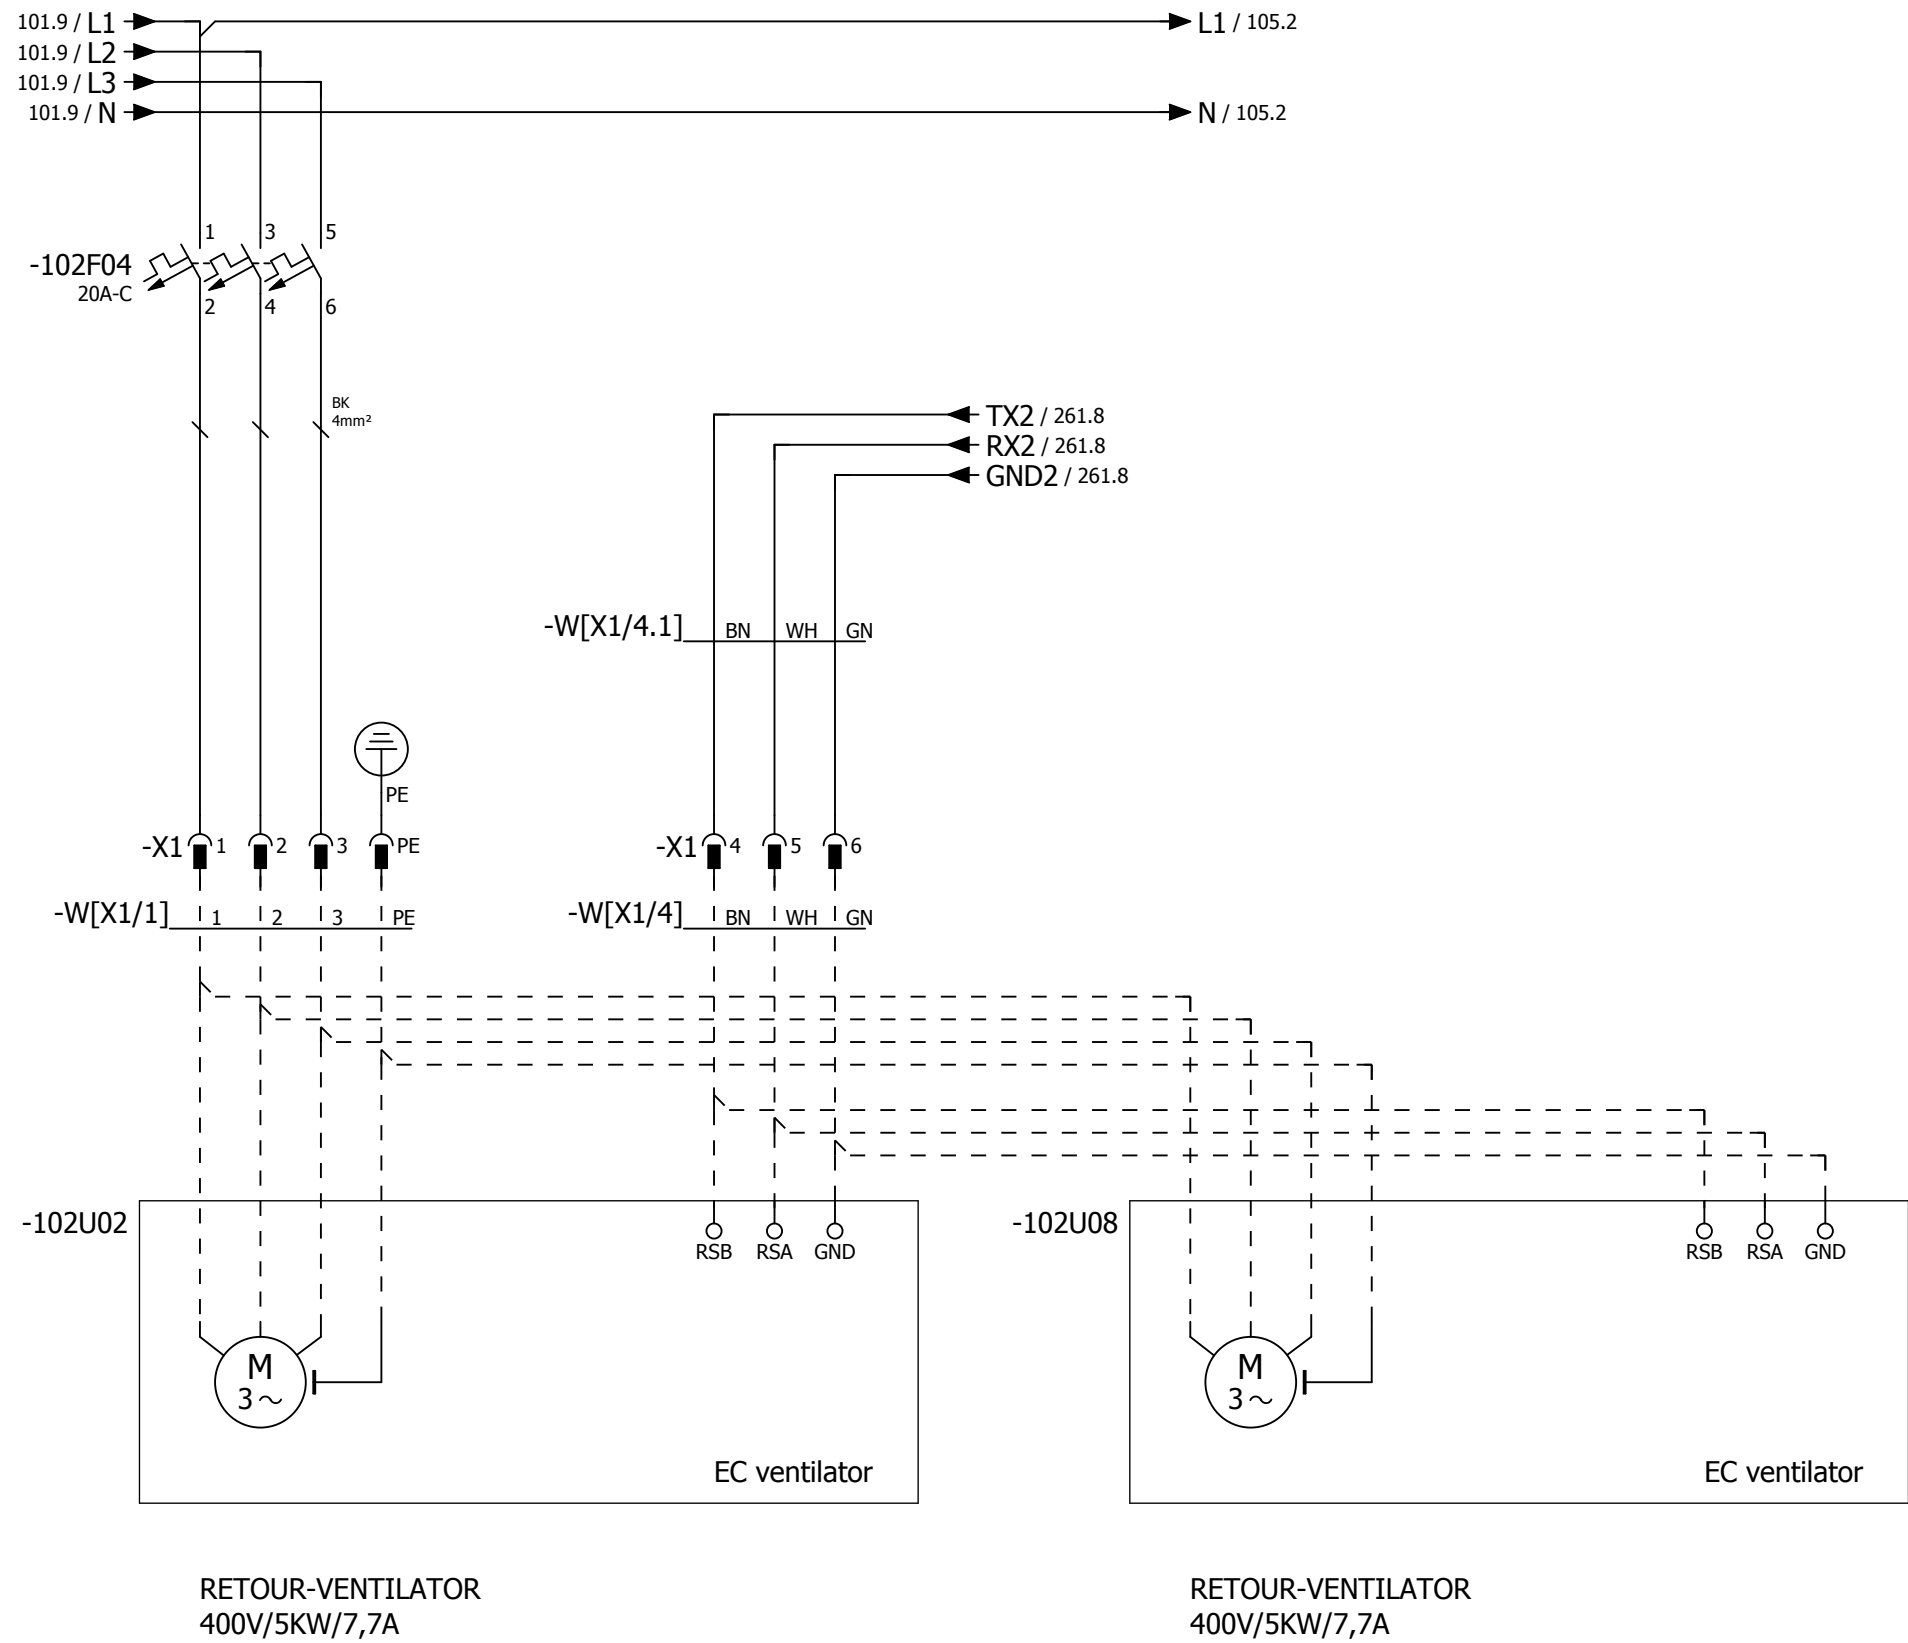 101.9 / L1
L1 / 105.2
101.9 / L2
101.9 / L3
101.9 / N
N / 105.2
1 3 5
-102F04
20A-C
2 4 6
BK
4mm²
TX2 / 261.8
RX2 / 261.8
GND2 / 261.8
-W[X1/4.1] BN WH GN
PE
-X1 1 2 3 PE
-X1 4 5 6
-W[X1/1] 1 2 3 PE
-W[X1/4] BN WH GN
-102U02
RSB RSA GND
-102U08
RSB RSA GND
M
3~
M
3~
EC ventilator
EC ventilator
RETOUR-VENTILATOR
400V/5KW/7,7A
RETOUR-VENTILATOR
400V/5KW/7,7A